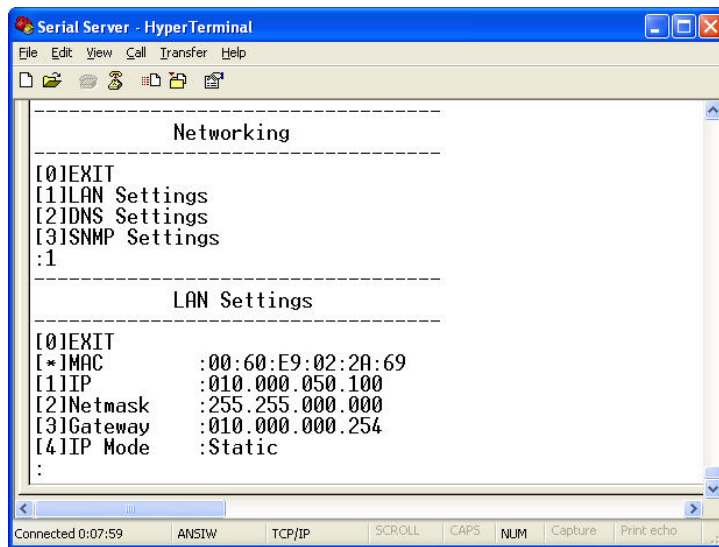 Serial Server - HyperTerminal
File Edit View Call Transfer Help
------------------------------------
Networking
------------------------------------
[0]EXIT
[1]LAN Settings
[2]DNS Settings
[3]SNMP Settings
:1
------------------------------------
LAN Settings
------------------------------------
[0]EXIT
[*]MAC :00:60:E9:02:2A:69
[1]IP :010.000.050.100
[2]Netmask :255.255.000.000
[3]Gateway :010.000.000.254
[4]IP Mode :Static
:
Connected 0:07:59 ANSIW TCP/IP SCROLL CAPS NUM Capture Print echo